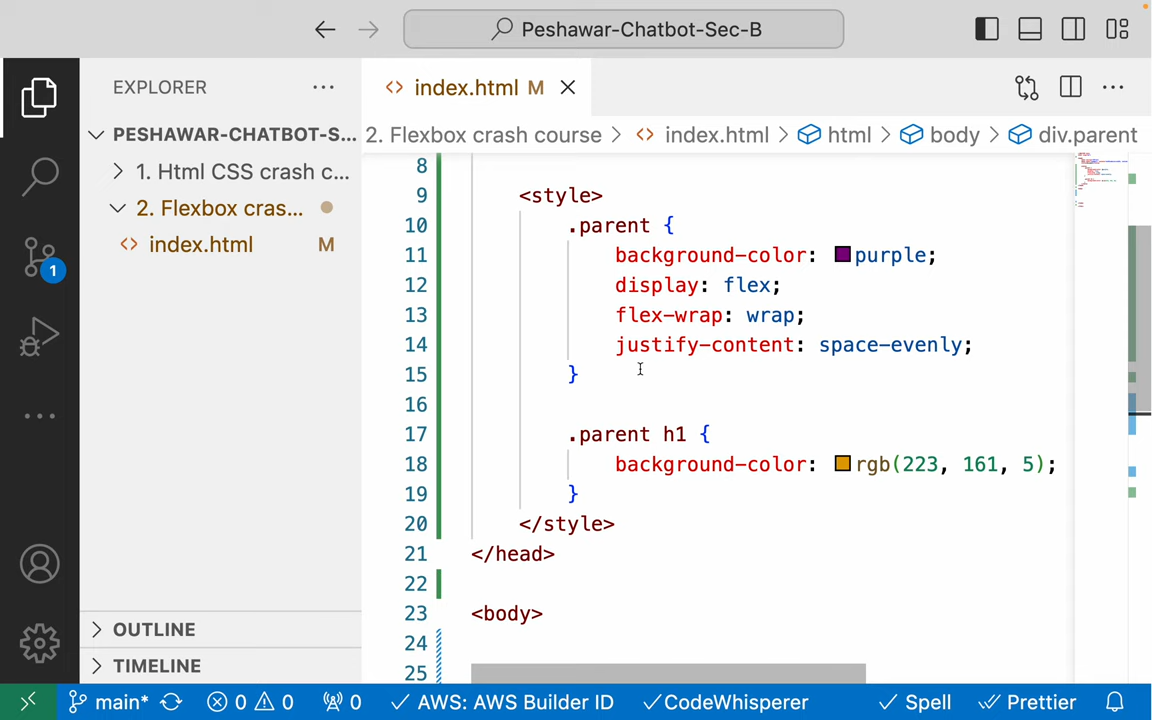 Peshawar-Chatbot-Sec-B
EXPLORER
PESHAWAR-CHATBOT-S...
1. Html CSS crash c...
2. Flexbox cras...
index.html M
OUTLINE
TIMELINE
index.html M
2. Flexbox crash course > index.html > html > body > div.parent
8
9 <style>
10 .parent {
11 background-color: purple;
12 display: flex;
13 flex-wrap: wrap;
14 justify-content: space-evenly;
15 }
16
17 .parent h1 {
18 background-color: rgb(223, 161, 5);
19 }
20 </style>
21 </head>
22
23 <body>
24
25
1
main* 0 0 0 AWS: AWS Builder ID CodeWhisperer Spell Prettier